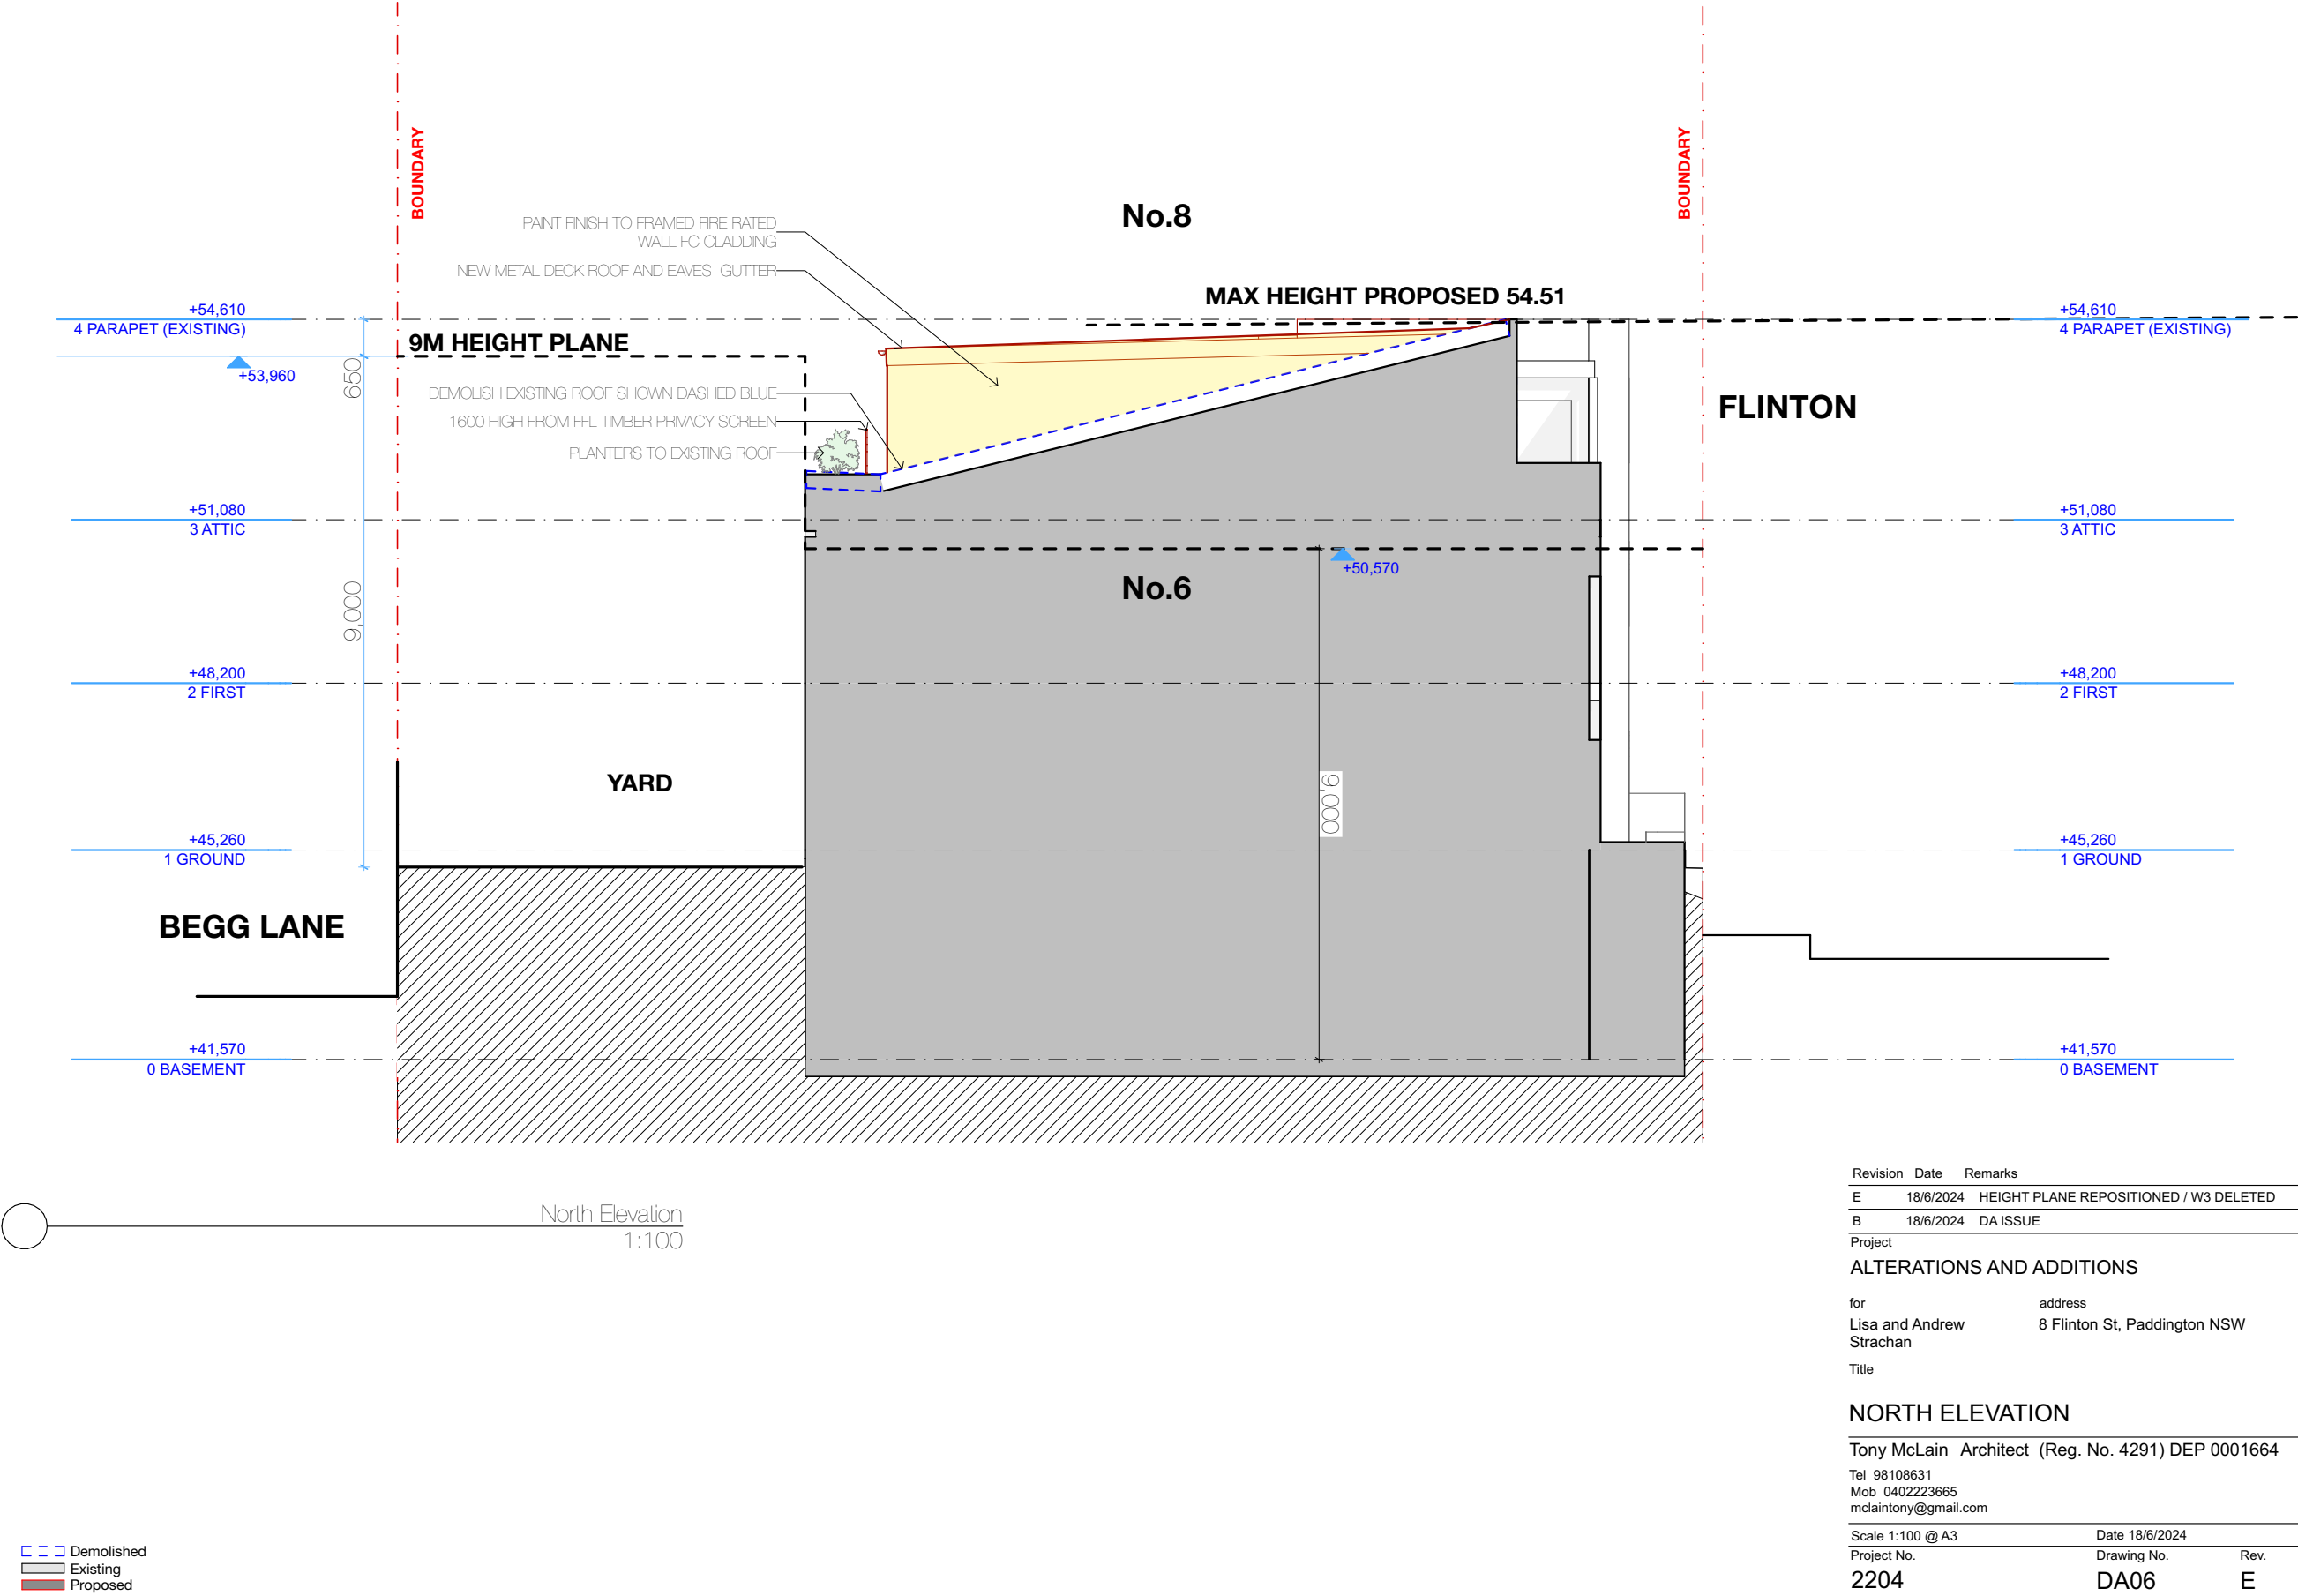 BOUNDARY
BOUNDARY
No.8
PAINT FINISH TO FRAMED FIRE RATED
WALL FC CLADDING
NEW METAL DECK ROOF AND EAVES GUTTER
MAX HEIGHT PROPOSED 54.51
+54,610
4 PARAPET (EXISTING)
+54,610
4 PARAPET (EXISTING)
9M HEIGHT PLANE
+53,960
650
DEMOLISH EXISTING ROOF SHOWN DASHED BLUE
1600 HIGH FROM FFL TIMBER PRIVACY SCREEN
PLANTERS TO EXISTING ROOF
FLINTON
+51,080
3 ATTIC
+51,080
3 ATTIC
+50,570
No.6
9,000
+48,200
2 FIRST
+48,200
2 FIRST
YARD
9,000
+45,260
1 GROUND
+45,260
1 GROUND
BEGG LANE
+41,570
0 BASEMENT
+41,570
0 BASEMENT
North Elevation
1:100
Revision Date Remarks
E 18/6/2024 HEIGHT PLANE REPOSITIONED / W3 DELETED
B 18/6/2024 DA ISSUE
Project
ALTERATIONS AND ADDITIONS
for address
Lisa and Andrew 8 Flinton St, Paddington NSW
Strachan
Title
NORTH ELEVATION
Tony McLain Architect (Reg. No. 4291) DEP 0001664
Tel 98108631
Mob 0402223665
mclaintony@gmail.com
Scale 1:100 @ A3 Date 18/6/2024
Project No. Drawing No. Rev.
2204 DA06 E
Demolished
Existing
Proposed